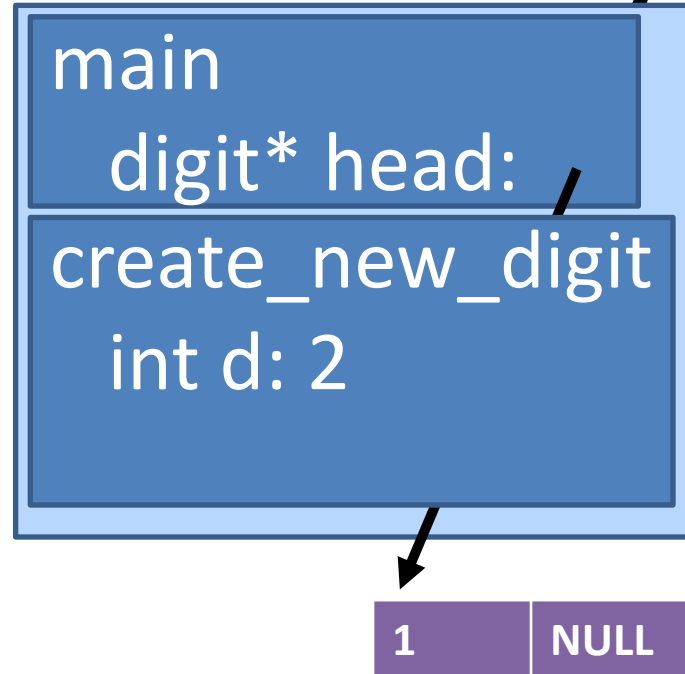 main
digit* head:
create_new_digit
int d: 2
1 NULL